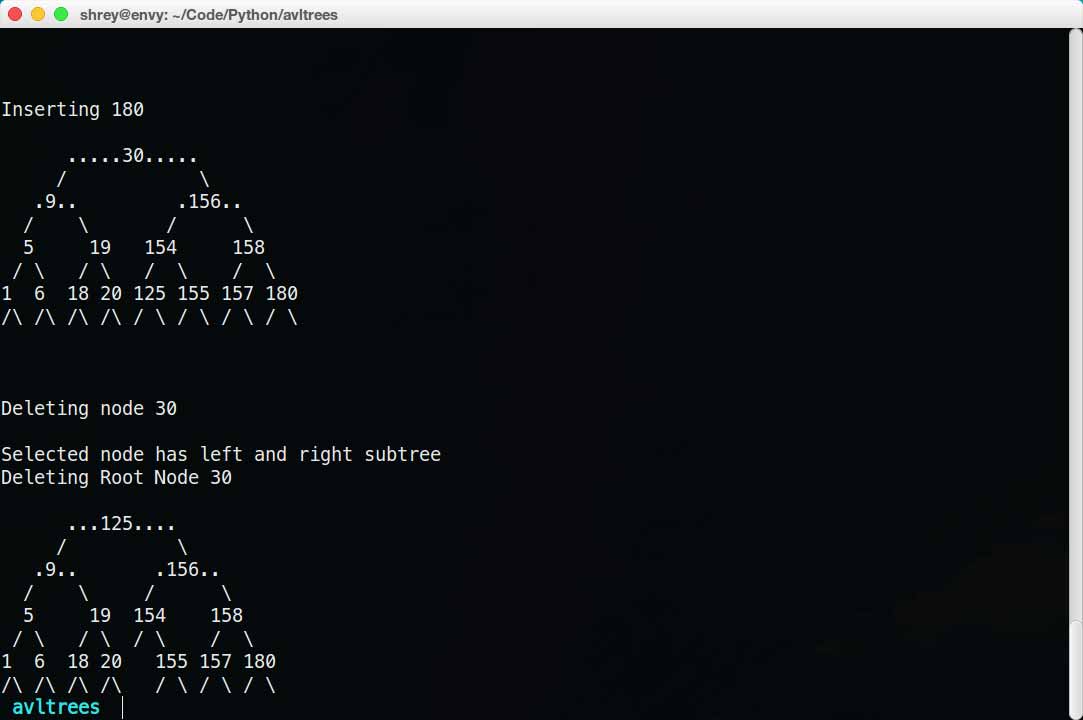 shrey@envy: ~/Code/Python/avltrees
Inserting 180
      .....30.....
     /            \
   .9..         .156..
  /    \       /      \
  5     19   154     158
 / \   / \   /  \    /  \
1  6  18 20 125 155 157 180
/\ /\ /\ /\ / \ / \ / \ / \
Deleting node 30
Selected node has left and right subtree
Deleting Root Node 30
      ...125....
     /          \
   .9..       .156..
  /    \     /      \
  5     19  154    158
 / \   / \  / \    /  \
1  6  18 20   155 157 180
/\ /\ /\ /\   / \ / \ / \
avltrees